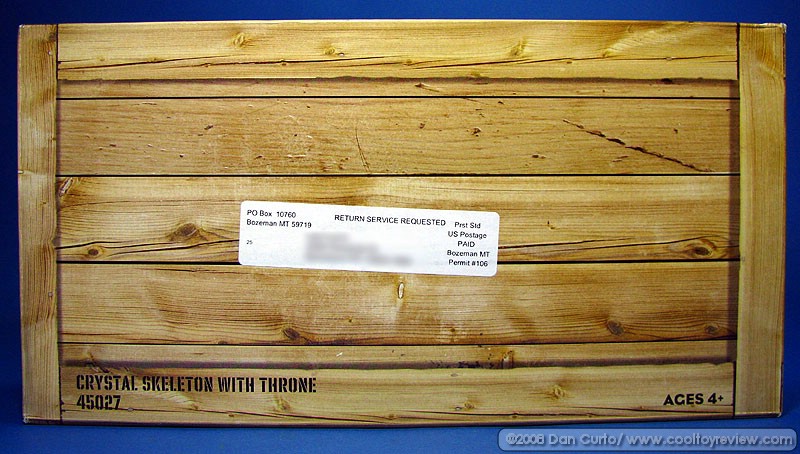 PO Box 10760
Bozeman MT 59719
RETURN SERVICE REQUESTED
Prst Std
US Postage
PAID
Bozeman MT
Permit #106
25
CRYSTAL SKELETON WITH THRONE
45027
AGES 4+
©2008 Dan Curto/ www.cooltoyreview.com